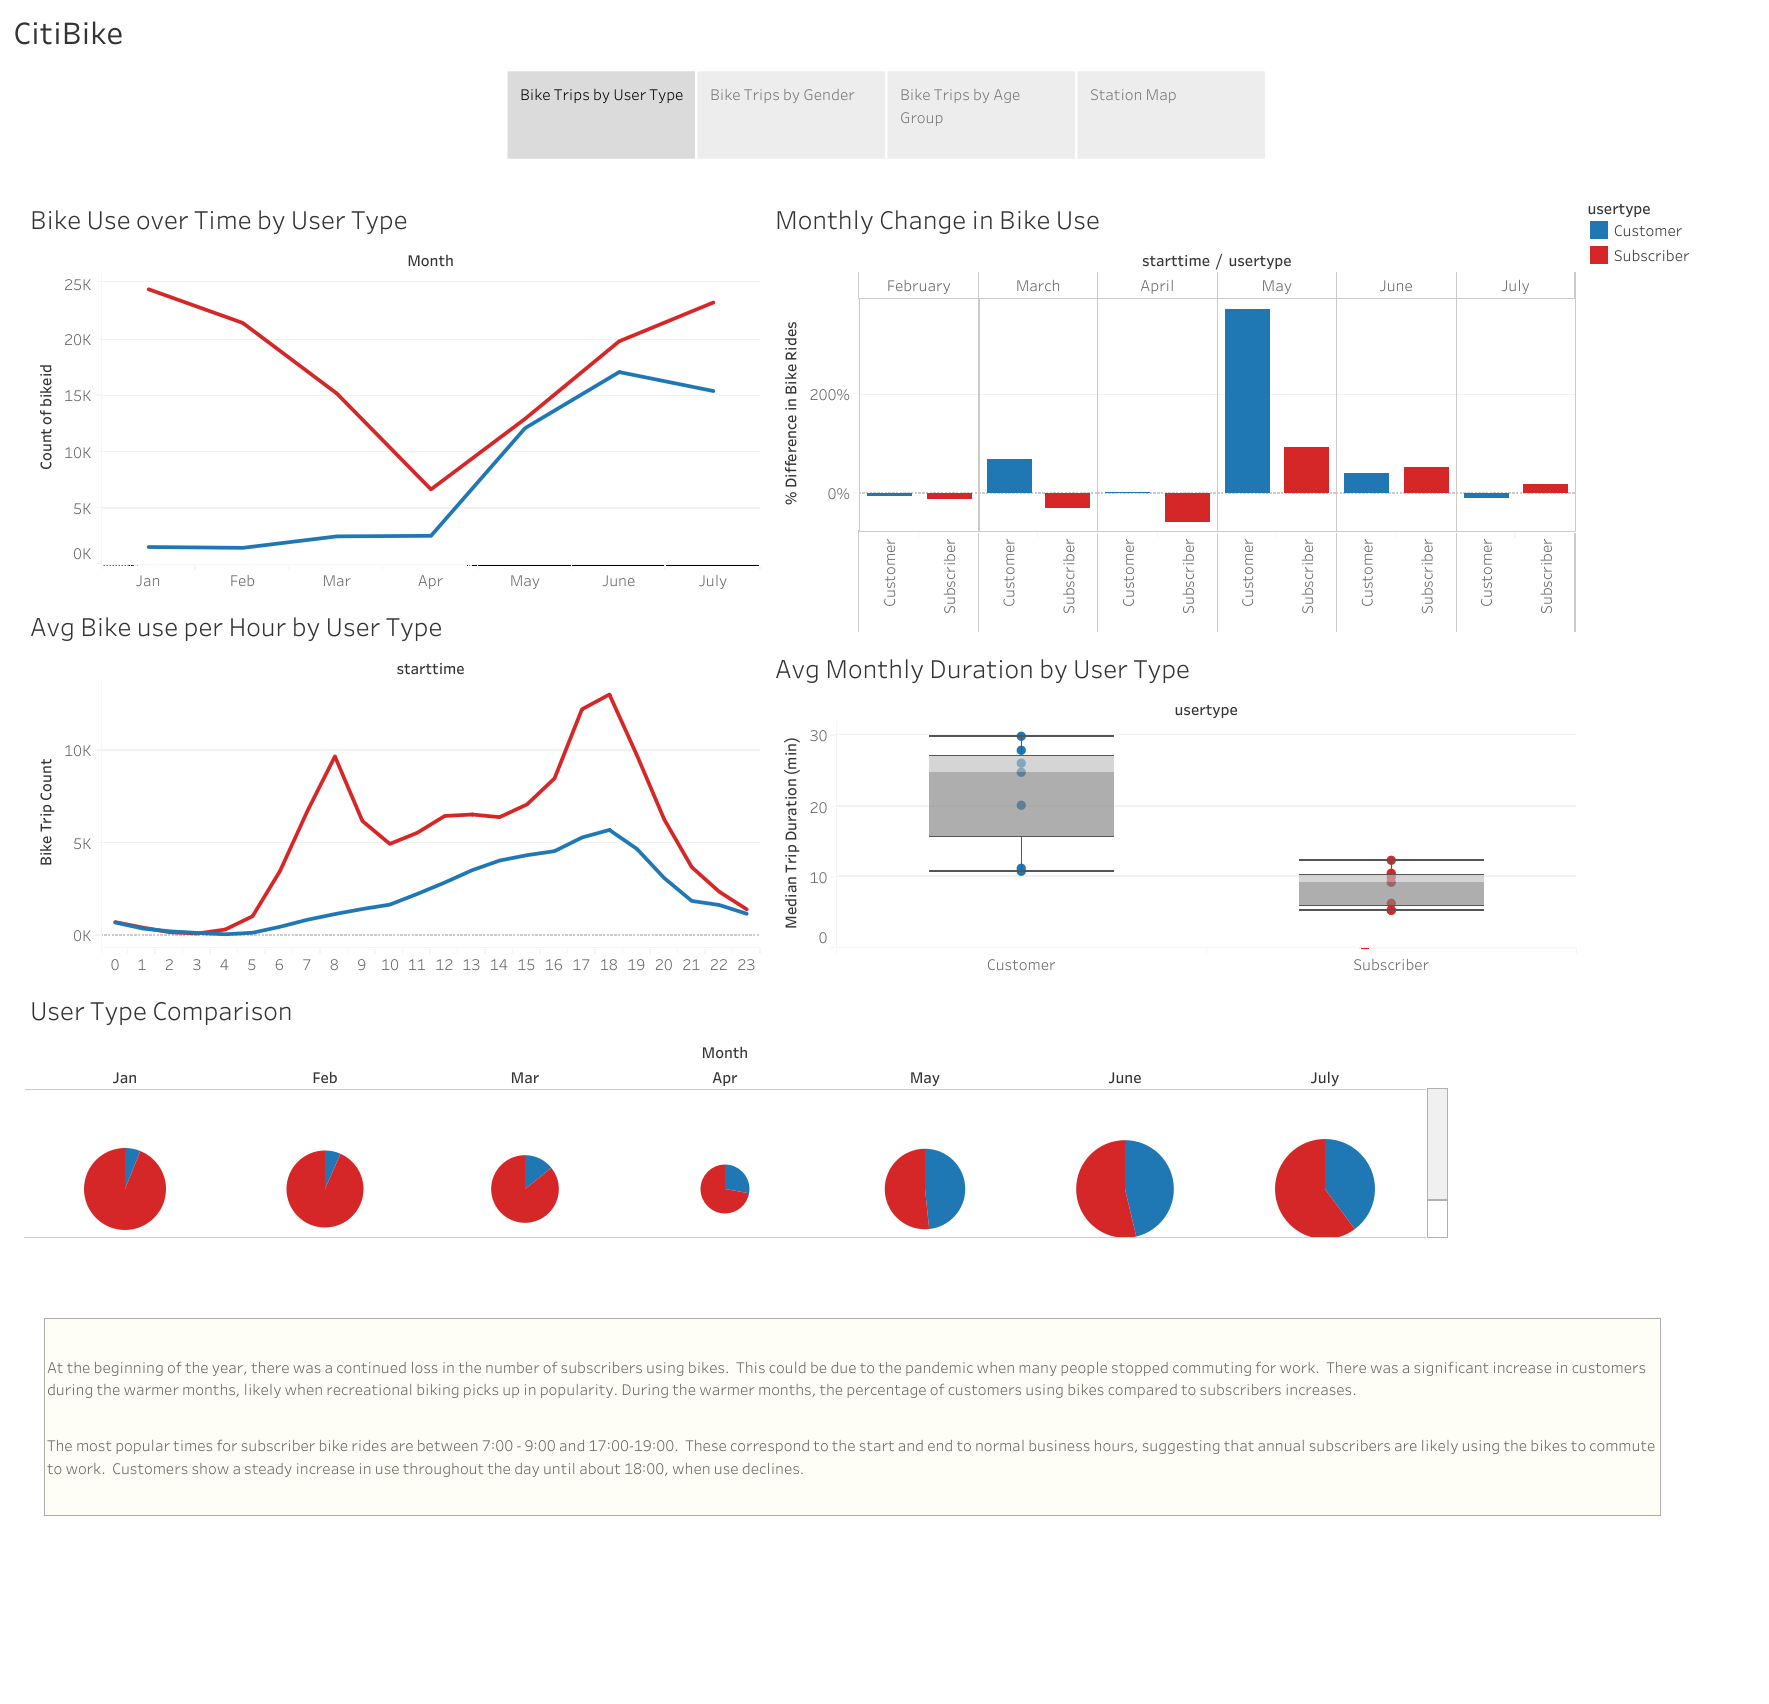 CitiBike
Bike Trips by User Type
Bike Trips by Gender
Bike Trips by Age
Group
Station Map
Bike Use over Time by User Type
Month
Count of bikeid
25K
20K
15K
10K
5K
0K
Jan Feb Mar Apr May June July
Monthly Change in Bike Use
starttime / usertype
February March April May June July
% Difference in Bike Rides
200%
0%
Customer Subscriber Customer Subscriber Customer Subscriber Customer Subscriber Customer Subscriber Customer Subscriber
usertype
Customer
Subscriber
Avg Bike use per Hour by User Type
starttime
Bike Trip Count
10K
5K
0K
0 1 2 3 4 5 6 7 8 9 10 11 12 13 14 15 16 17 18 19 20 21 22 23
Avg Monthly Duration by User Type
usertype
Median Trip Duration (min)
30
20
10
0
Customer Subscriber
User Type Comparison
Month
Jan Feb Mar Apr May June July
At the beginning of the year, there was a continued loss in the number of subscribers using bikes.  This could be due to the pandemic when many people stopped commuting for work.  There was a significant increase in customers
during the warmer months, likely when recreational biking picks up in popularity. During the warmer months, the percentage of customers using bikes compared to subscribers increases.
The most popular times for subscriber bike rides are between 7:00 - 9:00 and 17:00-19:00.  These correspond to the start and end to normal business hours, suggesting that annual subscribers are likely using the bikes to commute
to work.  Customers show a steady increase in use throughout the day until about 18:00, when use declines.